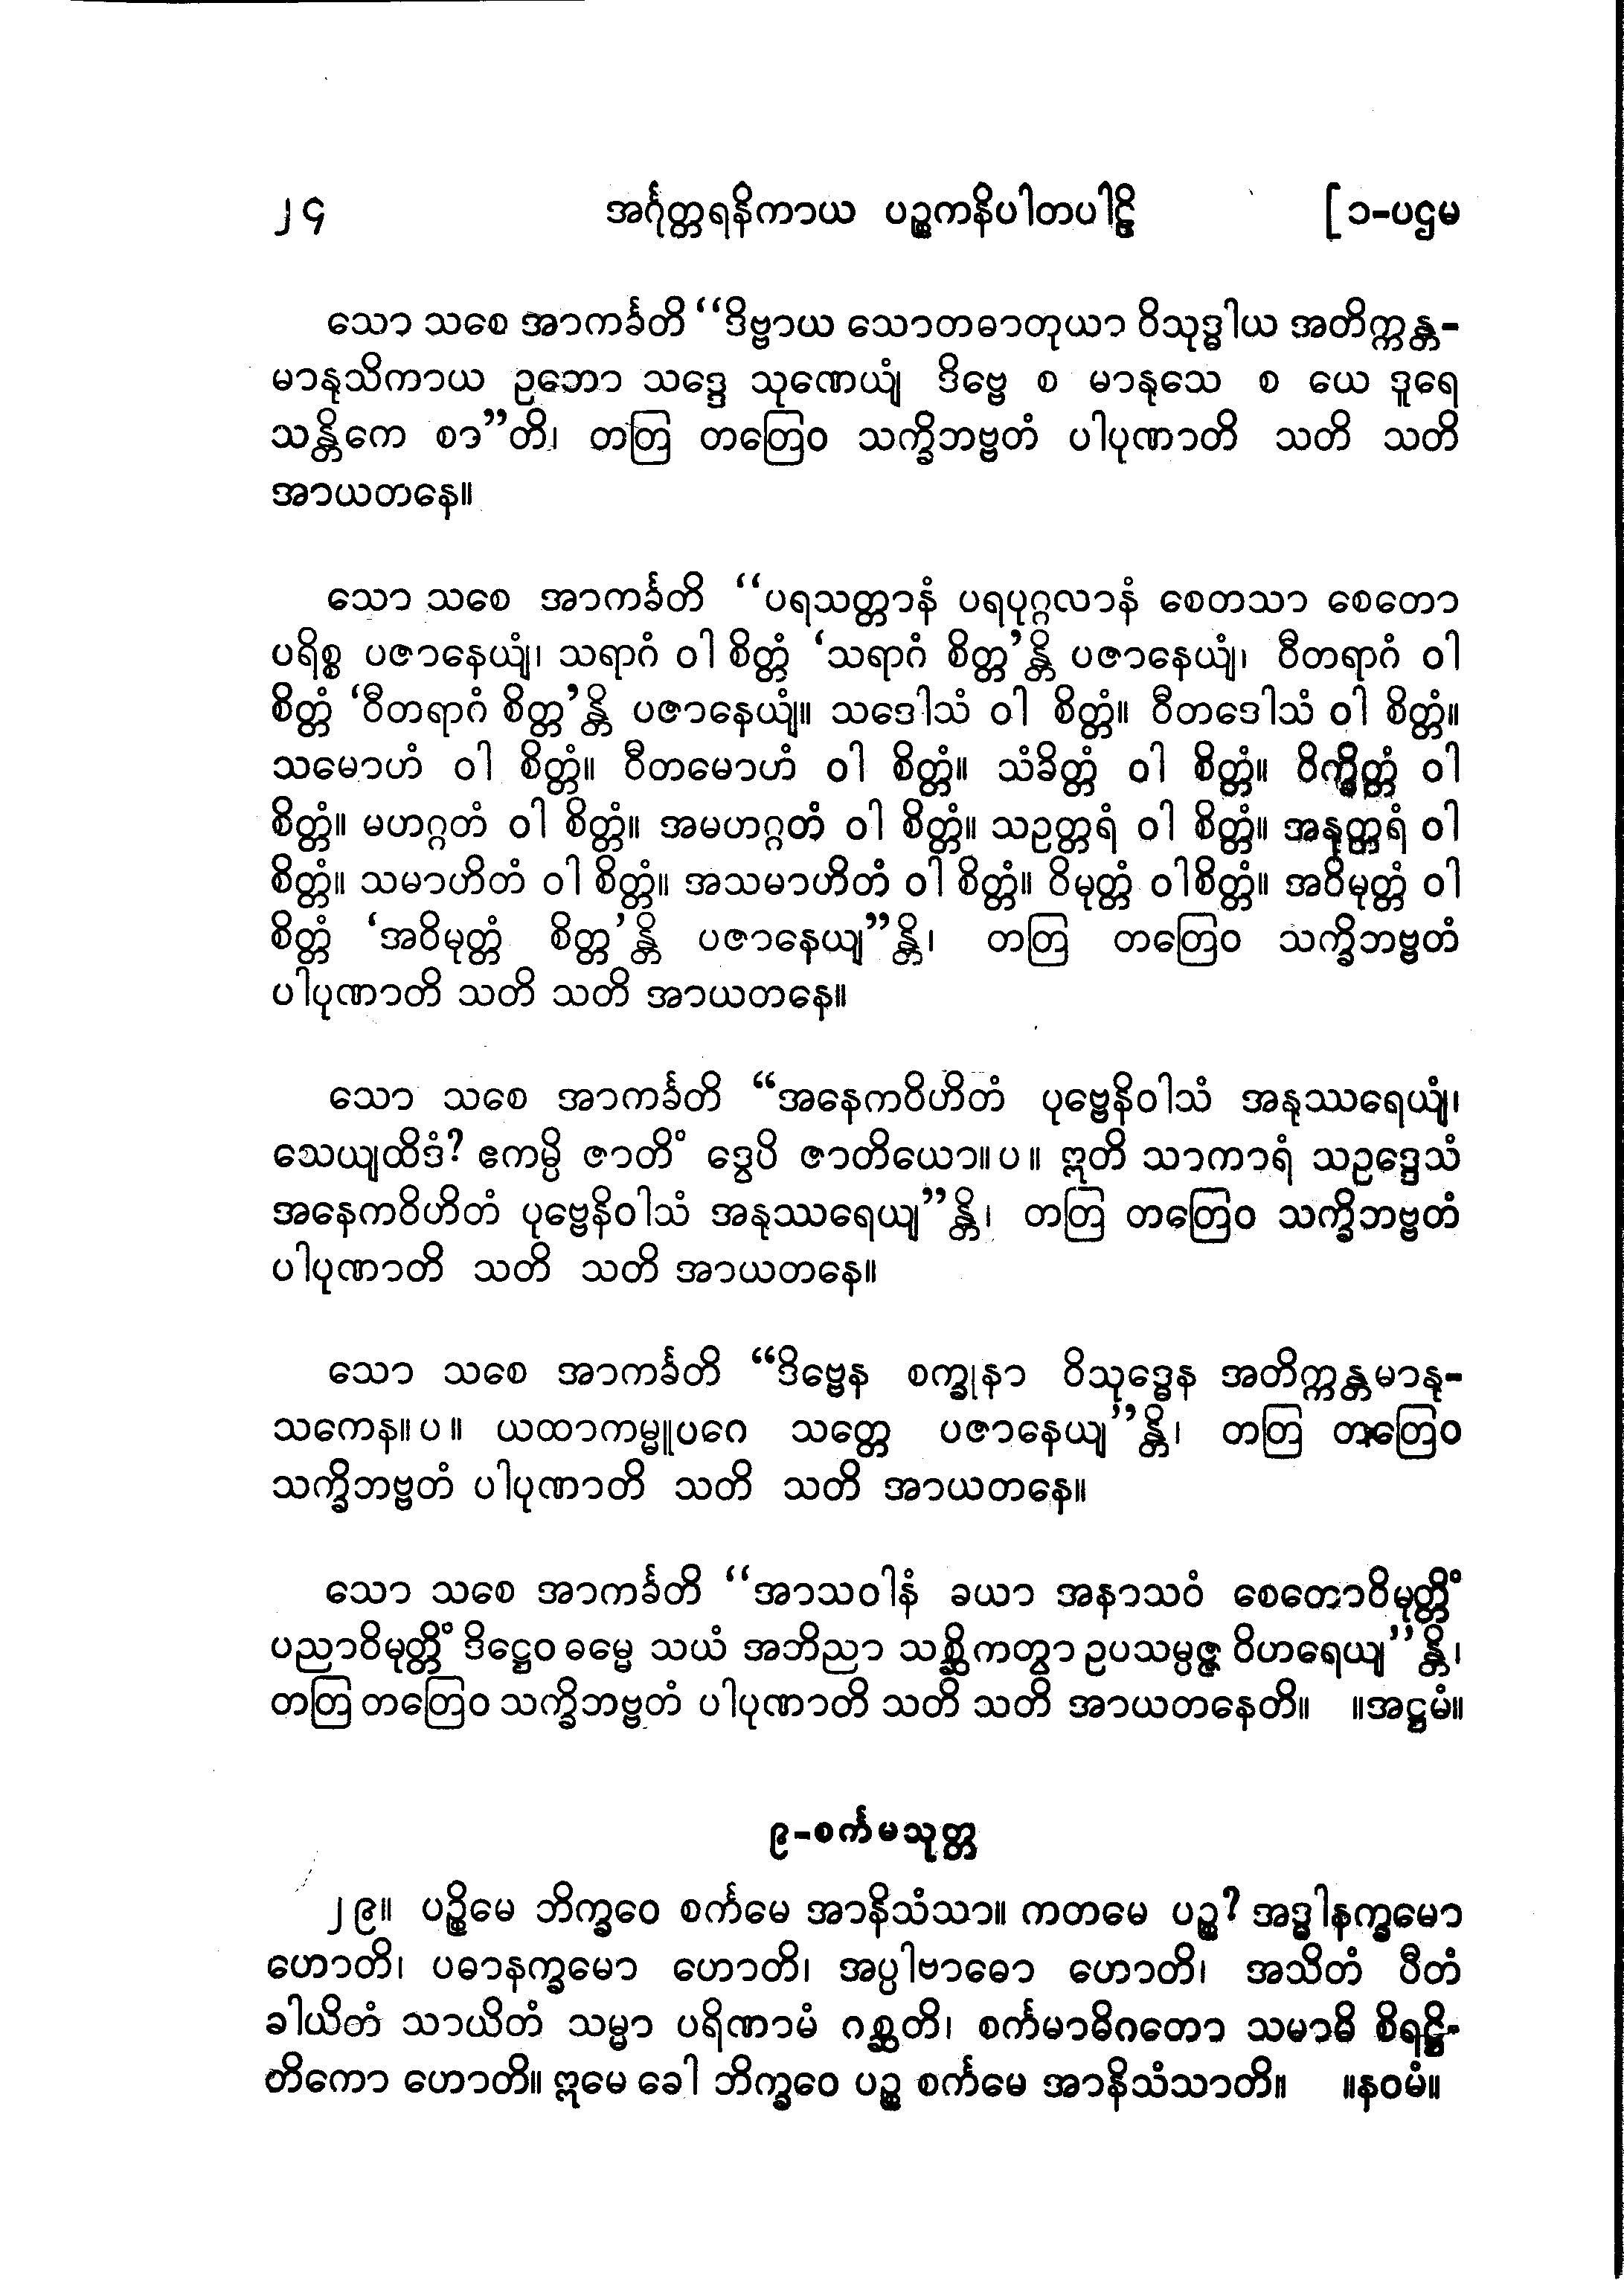 ၂၄ အင်္ဂုတ္တရနိကာယ ပဉ္စကနိပါတပါဠိ [၁-ပဌမ
သော သစေ အာကင်္ခတိ “ဒိဗ္ဗာယ သောတဓာတုယာ ဝိသုဒ္ဓါယ အတိက္ကန္တ-
မာနုသိကာယ ဥဘော သဒ္ဒေ သုဏေယျံ ဒိဗ္ဗေ စ မာနုသေ စ ယေ ဒူရေ
သန္တိကေ စာ”တိ၊ တတြ တတြေဝ သက္ခိဘဗ္ဗတံ ပါပုဏာတိ သတိ သတိ
အာယတနေ။
သော သစေ အာကင်္ခတိ “ပရသတ္တာနံ ပရပုဂ္ဂလာနံ စေတသာ စေတော
ပရိစ္စ ပဇာနေယျံ၊ သရာဂံ ဝါ စိတ္တံ ‘သရာဂံ စိတ္တ’န္တိ ပဇာနေယျံ၊ ဝီတရာဂံ ဝါ
စိတ္တံ ‘ဝီတရာဂံ စိတ္တ’န္တိ ပဇာနေယျံ။ သဒေါသံ ဝါ စိတ္တံ။ ဝီတဒေါသံ ဝါ စိတ္တံ။
သမောဟံ ဝါ စိတ္တံ။ ဝီတမောဟံ ဝါ စိတ္တံ။ သံခိတ္တံ ဝါ စိတ္တံ။ ဝိက္ခိတ္တံ ဝါ
စိတ္တံ။ မဟဂ္ဂတံ ဝါ စိတ္တံ။ အမဟဂ္ဂတံ ဝါ စိတ္တံ။ သဥတ္တရံ ဝါ စိတ္တံ။ အနုတ္တရံ ဝါ
စိတ္တံ။ သမာဟိတံ ဝါ စိတ္တံ။ အသမာဟိတံ ဝါ စိတ္တံ။ ဝိမုတ္တံ ဝါစိတ္တံ။ အဝိမုတ္တံ ဝါ
စိတ္တံ ‘အဝိမုတ္တံ စိတ္တ’န္တိ ပဇာနေယျ”န္တိ၊ တတြ တတြေဝ သက္ခိဘဗ္ဗတံ
ပါပုဏာတိ သတိ သတိ အာယတနေ။
သော သစေ အာကင်္ခတိ “အနေကဝိဟိတံ ပုဗ္ဗေနိဝါသံ အနုဿရေယျံ၊
သေယျထိဒံ? ဧကမ္ပိ ဇာတိံ ဒွေပိ ဇာတိယော။ပ။ ဣတိ သာကာရံ သဥဒ္ဒေသံ
အနေကဝိဟိတံ ပုဗ္ဗေနိဝါသံ အနုဿရေယျ”န္တိ၊ တတြ တတြေဝ သက္ခိဘဗ္ဗတံ
ပါပုဏာတိ သတိ သတိ အာယတနေ။
သော သစေ အာကင်္ခတိ “ဒိဗ္ဗေန စက္ခုနာ ဝိသုဒ္ဓေန အတိက္ကန္တမာနု-
သကေန။ပ။ ယထာကမ္မူပဂေ သတ္တေ ပဇာနေယျ”န္တိ၊ တတြ တတြေဝ
သက္ခိဘဗ္ဗတံ ပါပုဏာတိ သတိ သတိ အာယတနေ။
သော သစေ အာကင်္ခတိ “အာသဝါနံ ခယာ အနာသဝံ စေတောဝိမုတ္တိံ
ပညာဝိမုတ္တိံ ဒိဋ္ဌေဝ ဓမ္မေ သယံ အဘိညာ သစ္ဆိကတွာ ဥပသမ္ပဇ္ဇ ဝိဟရေယျ”န္တိ၊
တတြ တတြေဝ သက္ခိဘဗ္ဗတံ ပါပုဏာတိ သတိ သတိ အာယတနေတိ။ ။အဋ္ဌမံ။
၉-စင်္ကမသုတ္တ
၂၉။ ပဉ္စိမေ ဘိက္ခဝေ စင်္ကမေ အာနိသံသာ။ ကတမေ ပဉ္စ? အဒ္ဓါနက္ခမော
ဟောတိ၊ ပဓာနက္ခမော ဟောတိ၊ အပ္ပါဗာဓော ဟောတိ၊ အသိတံ ပီတံ
ခါယိတံ သာယိတံ သမ္မာ ပရိဏာမံ ဂစ္ဆတိ၊ စင်္ကမာဓိဂတော သမာဓိ စိရဋ္ဌိ-
တိကော ဟောတိ။ ဣမေ ခေါ ဘိက္ခဝေ ပဉ္စ စင်္ကမေ အာနိသံသာတိ။ ။နဝမံ။